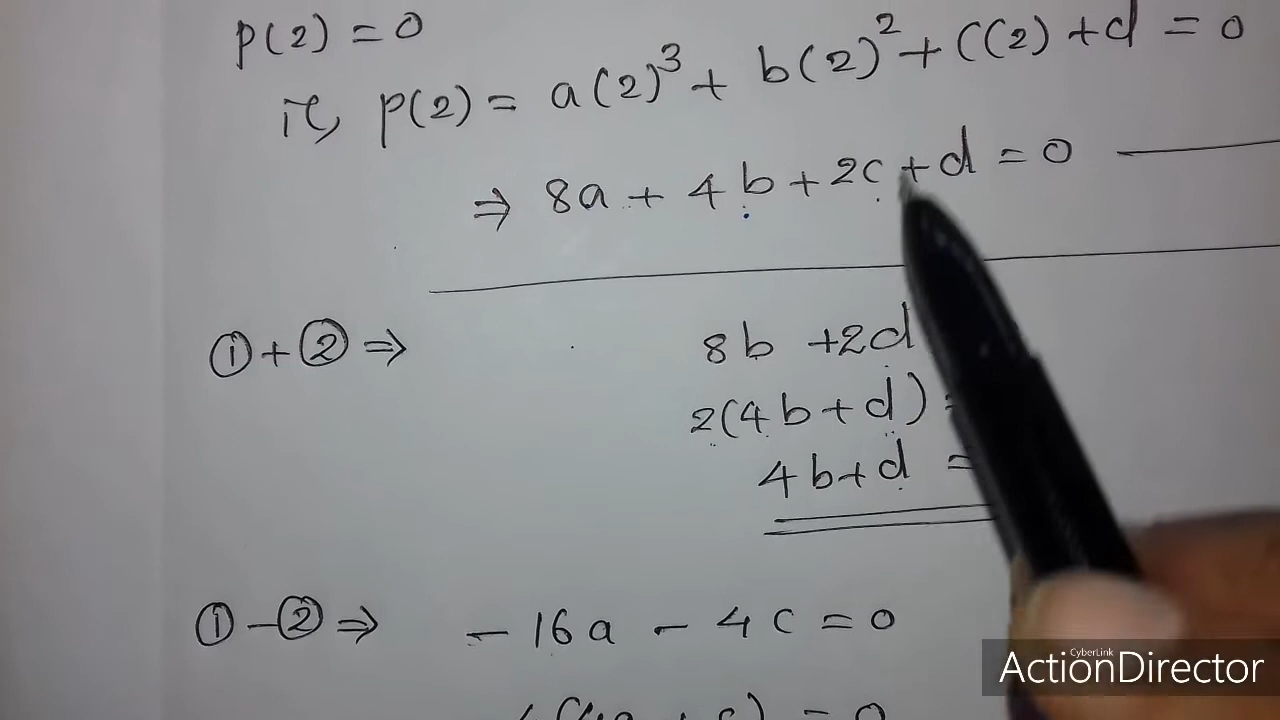 p(2) = 0
ie, p(2) = a(2)³ + b(2)² + c(2) + d = 0
⇒ 8a + 4b + 2c + d = 0
① + ② ⇒ 8b + 2d
2(4b + d) =
4b + d =
① − ② ⇒ − 16a − 4c = 0
CyberLink
ActionDirector